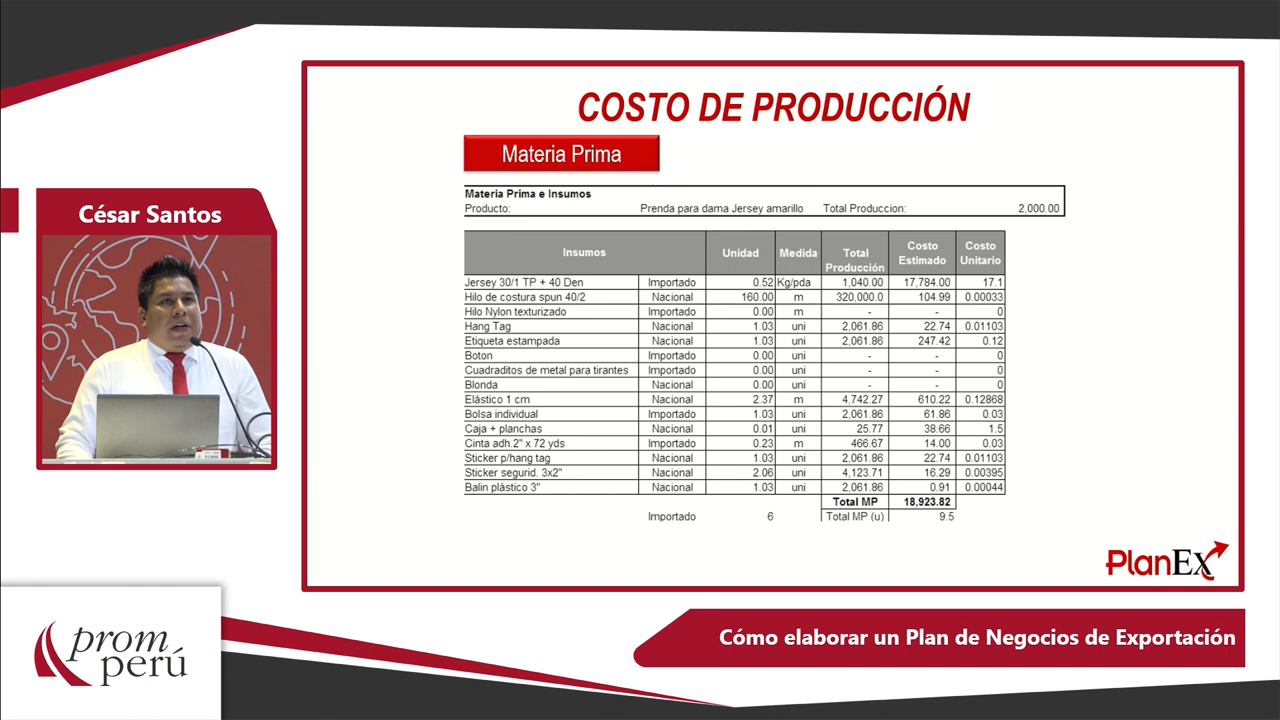 COSTO DE PRODUCCIÓN
Materia Prima
César Santos
Materia Prima e Insumos
Producto: Prenda para dama Jersey amarillo Total Produccion: 2,000.00
Insumos Unidad Medida Total Producción Costo Estimado Costo Unitario
Jersey 30/1 TP + 40 Den Importado 0.52 Kg/pda 1,040.00 17,784.00 17.1
Hilo de costura spun 40/2 Nacional 160.00 m 320,000.0 104.99 0.00033
Hilo Nylon texturizado Importado 0.00 m - - 0
Hang Tag Nacional 1.03 uni 2,061.86 22.74 0.01103
Etiqueta estampada Nacional 1.03 uni 2,061.86 247.42 0.12
Boton Importado 0.00 uni - - 0
Cuadraditos de metal para tirantes Importado 0.00 uni - - 0
Blonda Nacional 0.00 uni - - 0
Elástico 1 cm Nacional 2.37 m 4,742.27 610.22 0.12868
Bolsa individual Importado 1.03 uni 2,061.86 61.86 0.03
Caja + planchas Nacional 0.01 uni 25.77 38.66 1.5
Cinta adh.2" x 72 yds Importado 0.23 m 466.67 14.00 0.03
Sticker p/hang tag Nacional 1.03 uni 2,061.86 22.74 0.01103
Sticker segurid. 3x2" Nacional 2.06 uni 4,123.71 16.29 0.00395
Balin plástico 3" Nacional 1.03 uni 2,061.86 0.91 0.00044
Total MP 18,923.82
Importado 6 Total MP (u) 9.5
PlanEx
Cómo elaborar un Plan de Negocios de Exportación
prom
perú